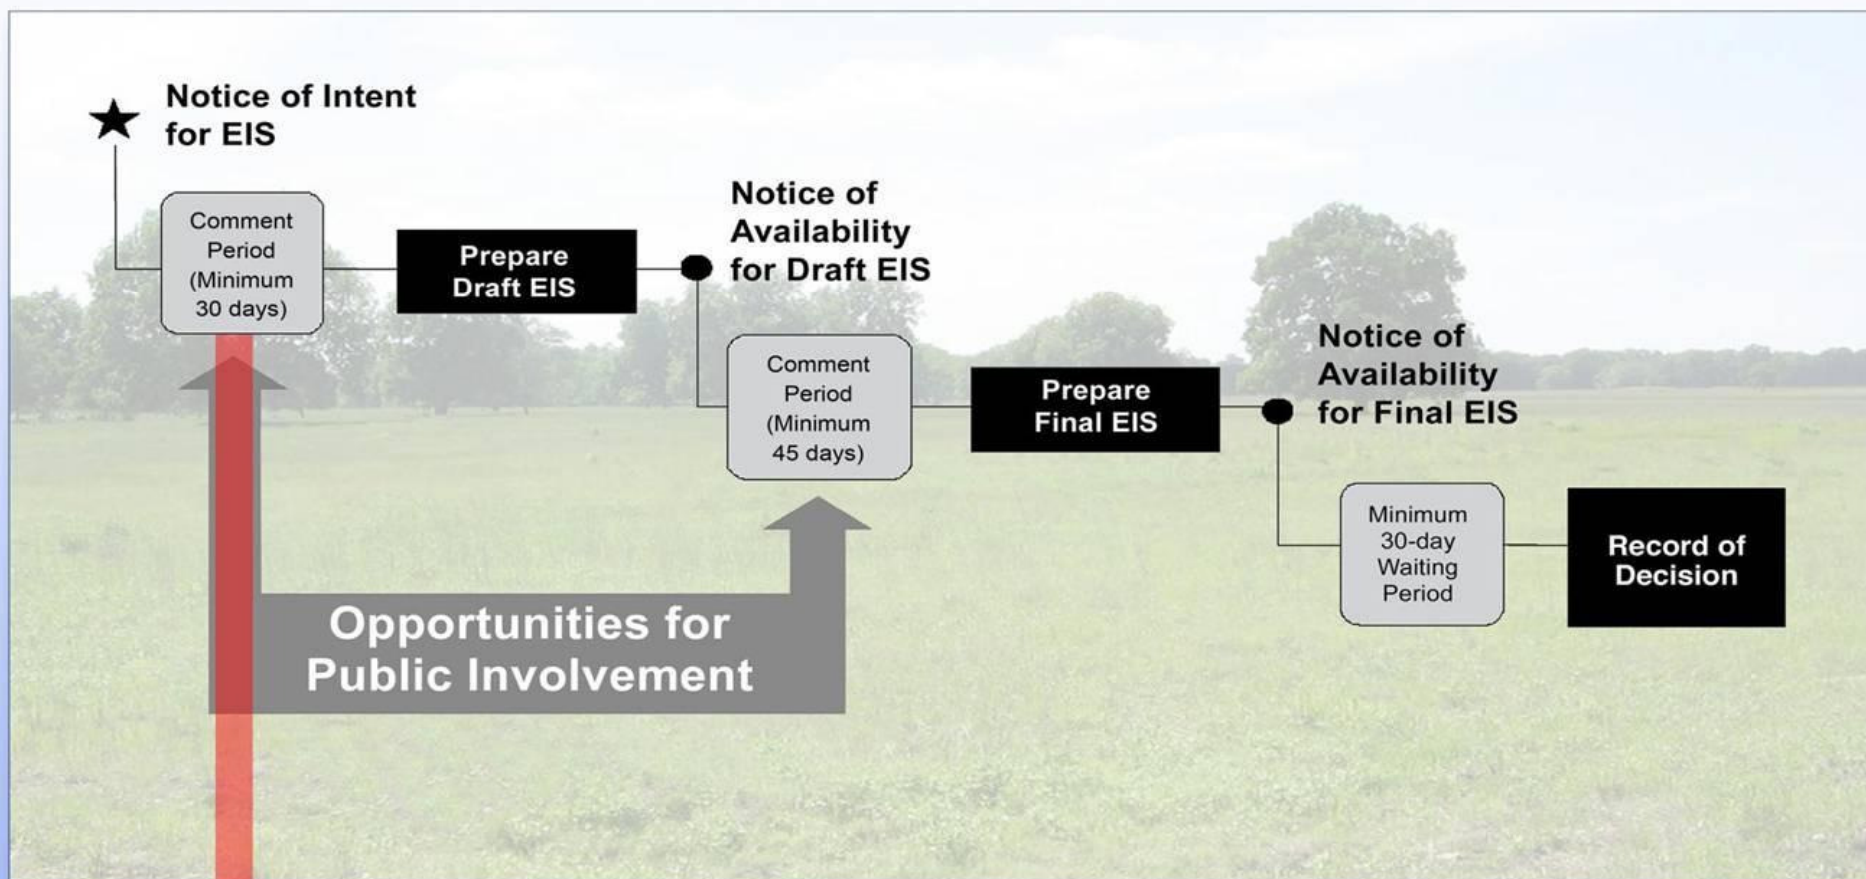 Notice of Intent
for EIS
Comment
Period
(Minimum
30 days)
Prepare
Draft EIS
Notice of
Availability
for Draft EIS
Comment
Period
(Minimum
45 days)
Prepare
Final EIS
Notice of
Availability
for Final EIS
Minimum
30-day
Waiting
Period
Record of
Decision
Opportunities for
Public Involvement